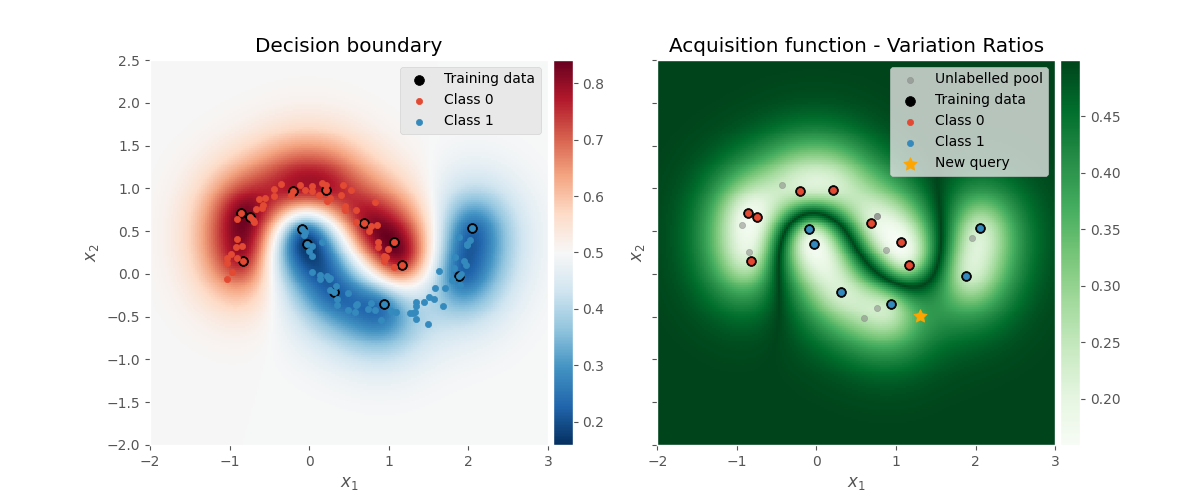 Decision boundary
2.5
2.0
1.5
1.0
0.5
0.0
−0.5
−1.0
−1.5
−2.0
x2
−2
−1
0
1
2
3
x1
Training data
Class 0
Class 1
0.8
0.7
0.6
0.5
0.4
0.3
0.2
Acquisition function - Variation Ratios
x2
−2
−1
0
1
2
3
x1
Unlabelled pool
Training data
Class 0
Class 1
New query
0.45
0.40
0.35
0.30
0.25
0.20